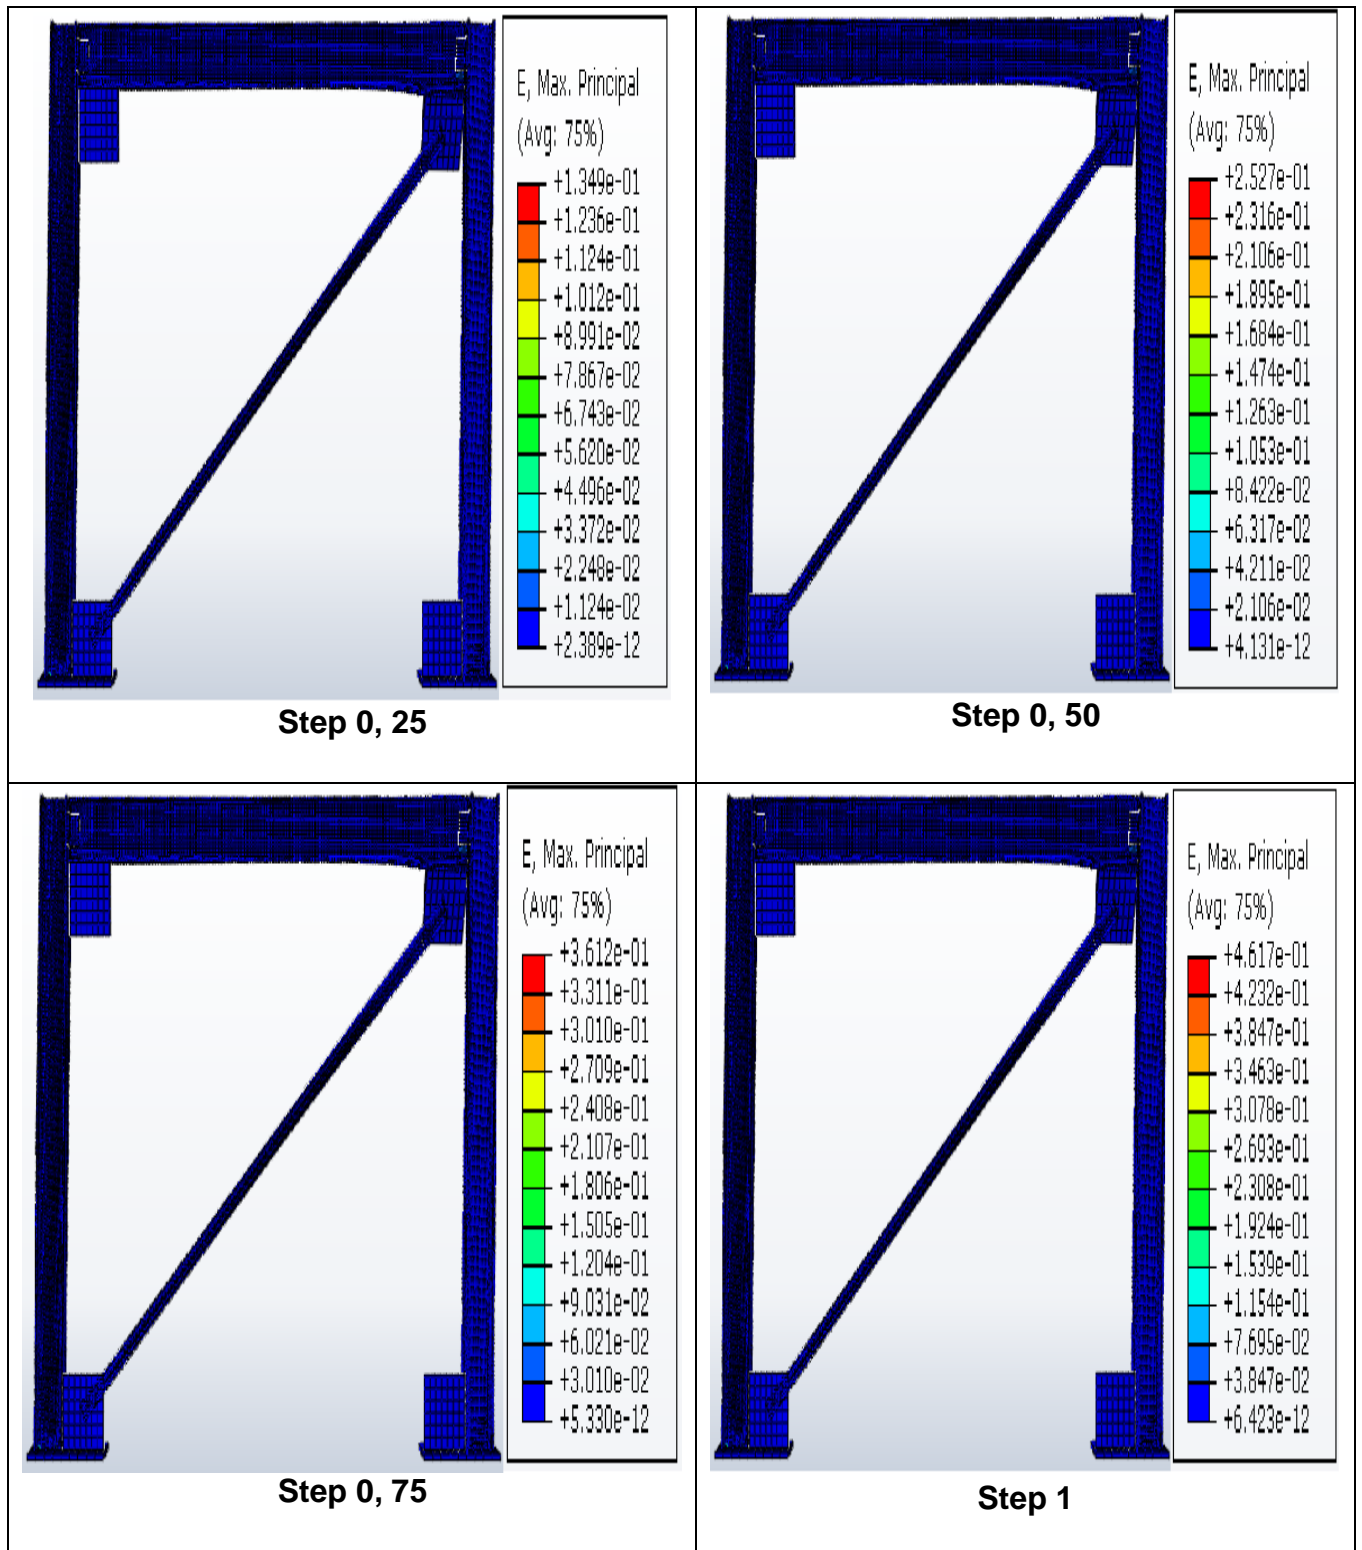 E, Max. Principal
(Avg: 75%)
+1.349e-01
+1.236e-01
+1.124e-01
+1.012e-01
+8.991e-02
+7.867e-02
+6.743e-02
+5.620e-02
+4.496e-02
+3.372e-02
+2.248e-02
+1.124e-02
+2.389e-12
Step 0, 25
E, Max. Principal
(Avg: 75%)
+2.527e-01
+2.316e-01
+2.106e-01
+1.895e-01
+1.684e-01
+1.474e-01
+1.263e-01
+1.053e-01
+8.422e-02
+6.317e-02
+4.211e-02
+2.106e-02
+4.131e-12
Step 0, 50
E, Max. Principal
(Avg: 75%)
+3.612e-01
+3.311e-01
+3.010e-01
+2.709e-01
+2.408e-01
+2.107e-01
+1.806e-01
+1.505e-01
+1.204e-01
+9.031e-02
+6.021e-02
+3.010e-02
+5.330e-12
Step 0, 75
E, Max. Principal
(Avg: 75%)
+4.617e-01
+4.232e-01
+3.847e-01
+3.463e-01
+3.078e-01
+2.693e-01
+2.308e-01
+1.924e-01
+1.539e-01
+1.154e-01
+7.695e-02
+3.847e-02
+6.423e-12
Step 1